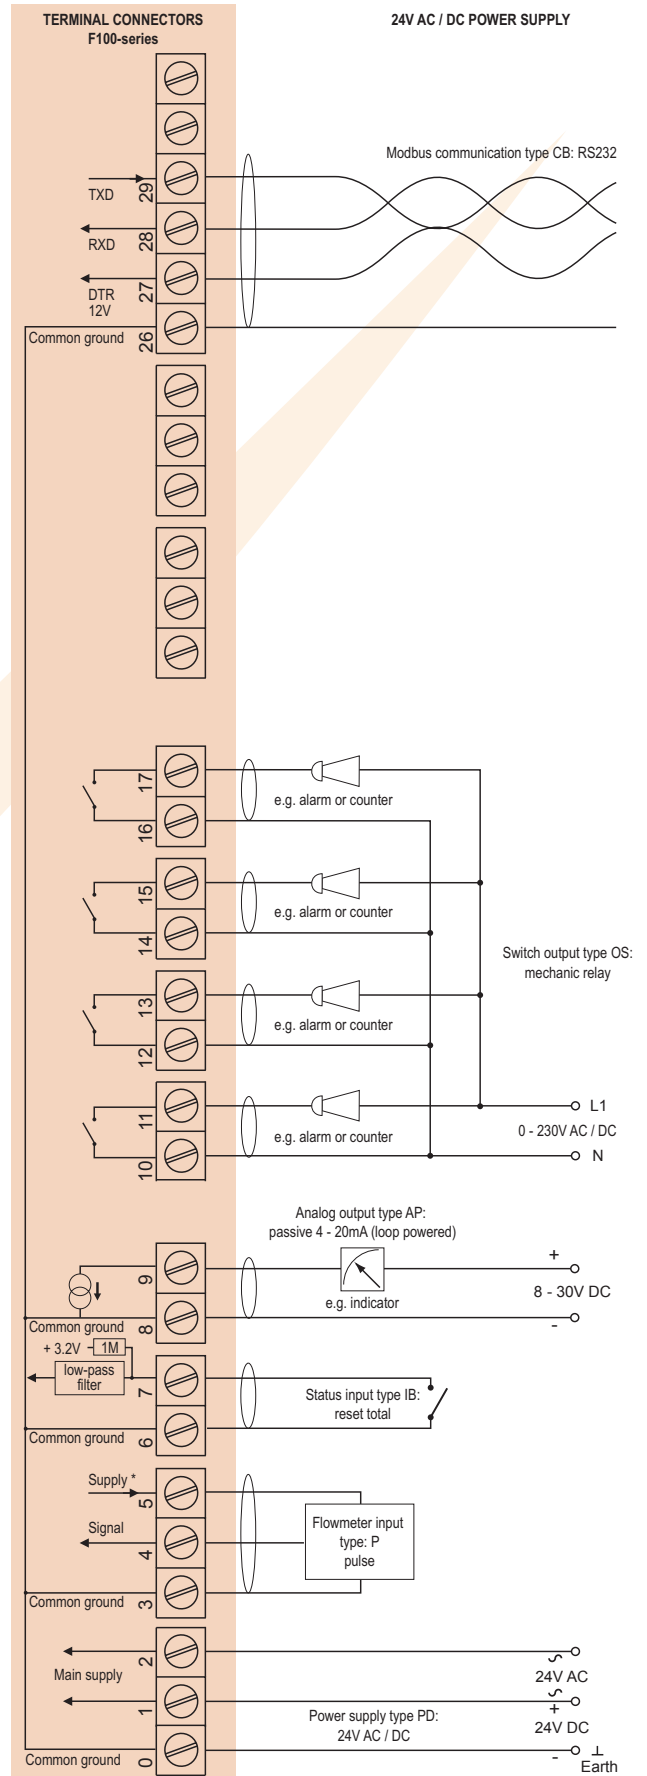 TERMINAL CONNECTORS
F100-series
24V AC / DC POWER SUPPLY
Modbus communication type CB: RS232
29
TXD
28
RXD
27
DTR
12V
26
Common ground
17
e.g. alarm or counter
16
15
e.g. alarm or counter
14
Switch output type OS:
mechanic relay
13
e.g. alarm or counter
12
11
L1
0 - 230V AC / DC
e.g. alarm or counter
10
N
Analog output type AP:
passive 4 - 20mA (loop powered)
9
+
8 - 30V DC
e.g. indicator
8
Common ground
-
+ 3.2V
1M
low-pass
filter
7
Status input type IB:
reset total
6
Common ground
Supply *
5
Signal
4
Flowmeter input
type: P
pulse
3
Common ground
2
Main supply
24V AC
1
+
Power supply type PD:
24V AC / DC
24V DC
0
Common ground
-
Earth